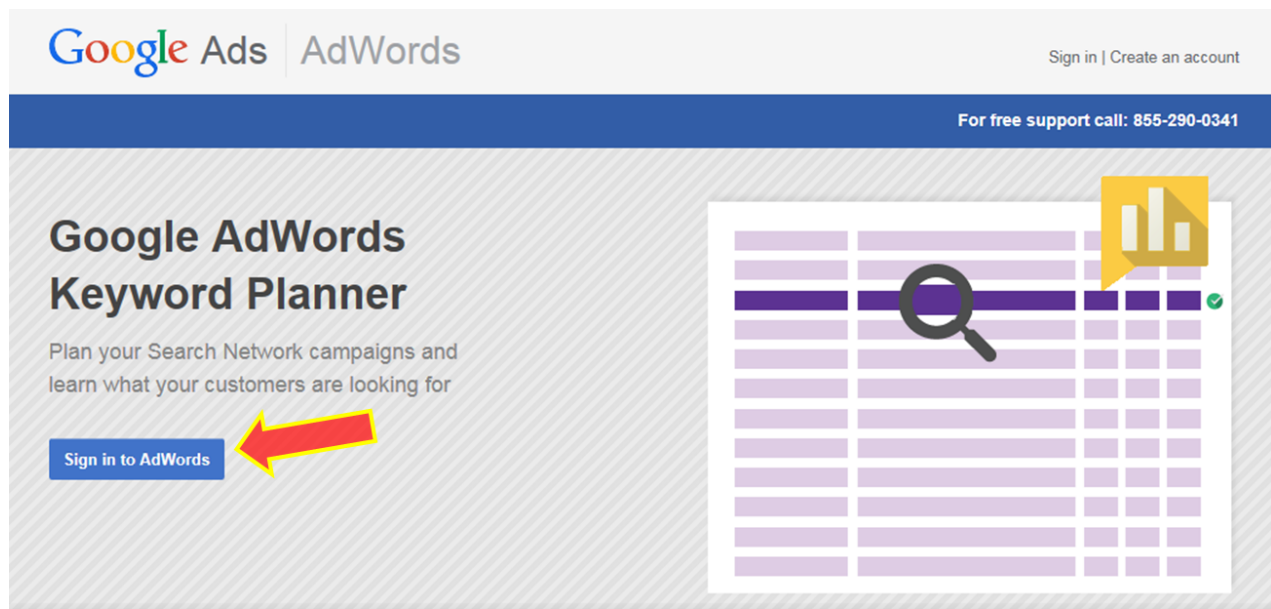 Google Ads AdWords
Sign in | Create an account
For free support call: 855-290-0341
Google AdWords
Keyword Planner
Plan your Search Network campaigns and
learn what your customers are looking for
Sign in to AdWords